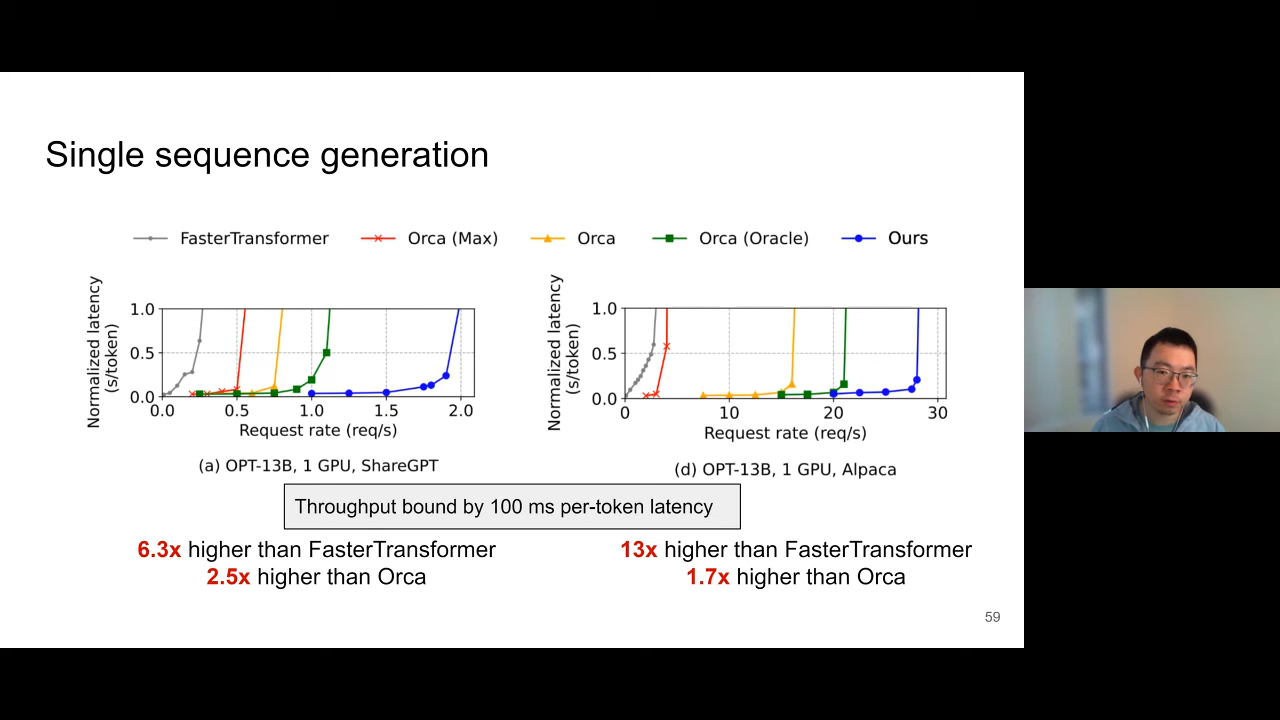 Single sequence generation
FasterTransformer Orca (Max) Orca Orca (Oracle) Ours
Normalized latency
(s/token)
1.0
0.5
0.0
0.0 0.5 1.0 1.5 2.0
Request rate (req/s)
(a) OPT-13B, 1 GPU, ShareGPT
Normalized latency
(s/token)
1.0
0.5
0.0
0 10 20 30
Request rate (req/s)
(d) OPT-13B, 1 GPU, Alpaca
Throughput bound by 100 ms per-token latency
6.3x higher than FasterTransformer
2.5x higher than Orca
13x higher than FasterTransformer
1.7x higher than Orca
59